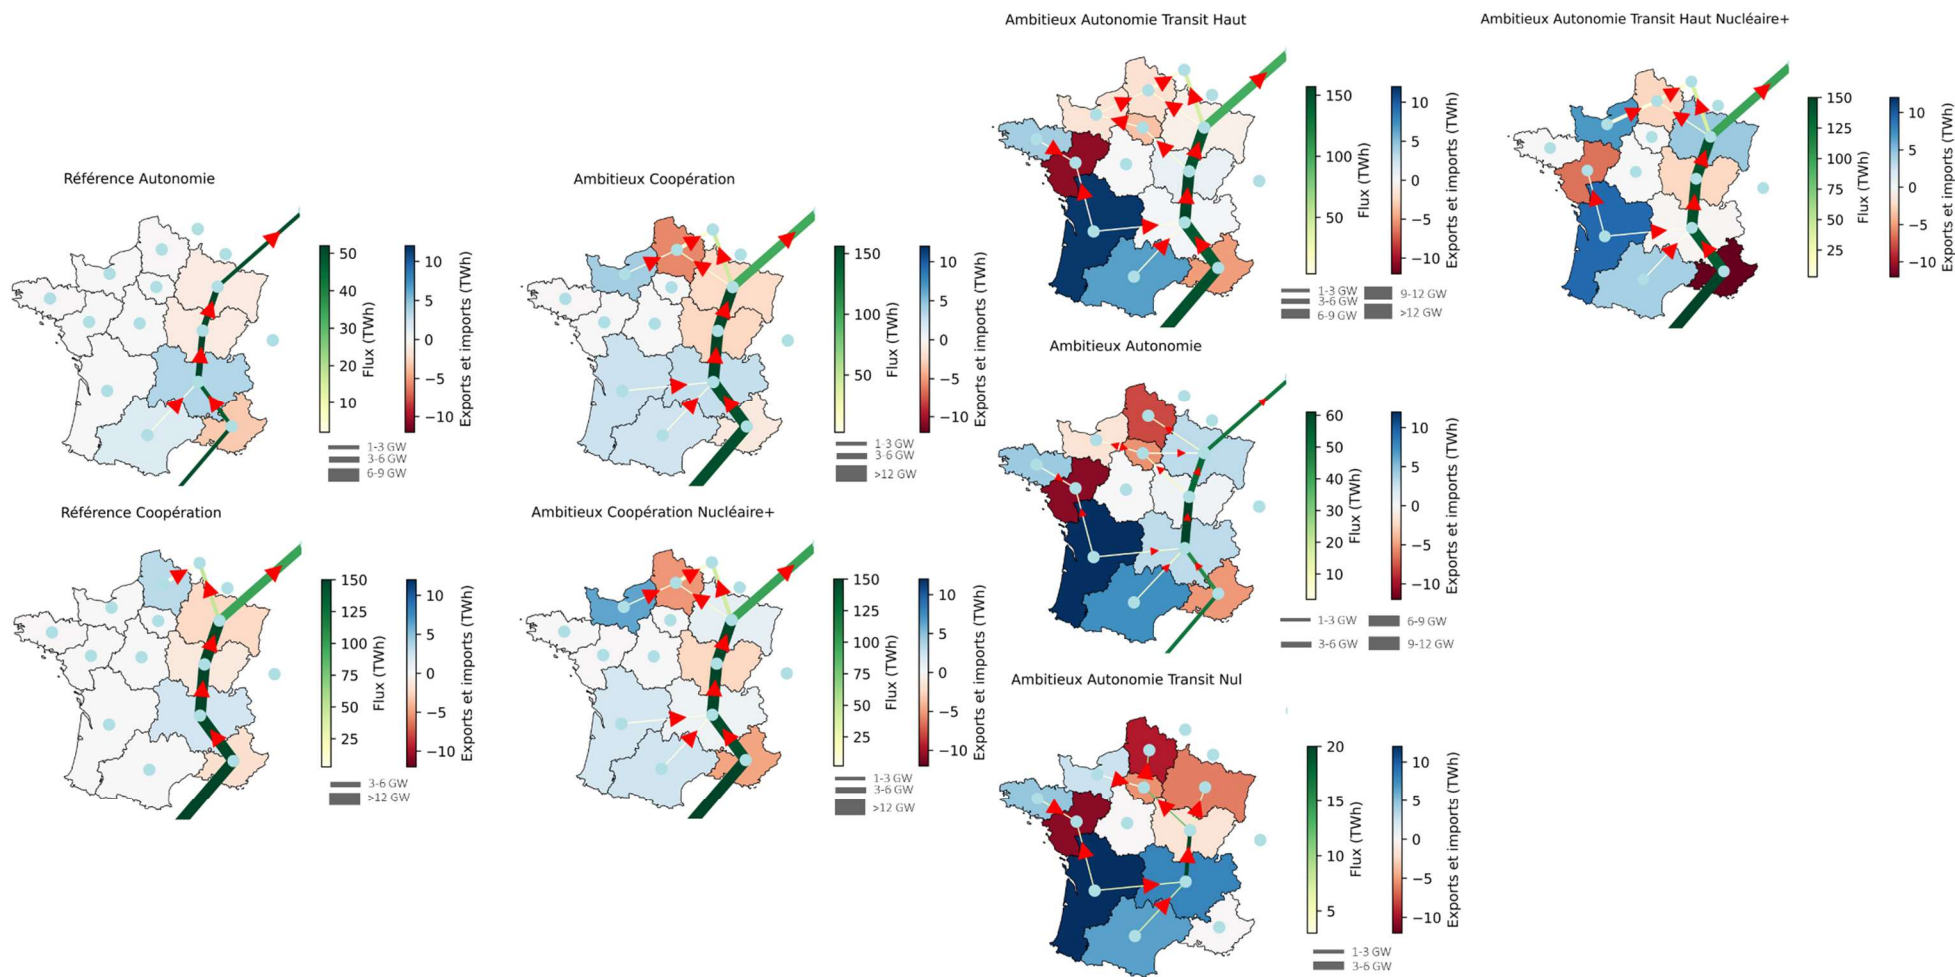 Référence Autonomie
50
40
30
20
10
Flux (TWh)
10
5
0
−5
−10
Exports et imports (TWh)
1-3 GW
3-6 GW
6-9 GW
Référence Coopération
150
125
100
75
50
25
Flux (TWh)
10
5
0
−5
−10
Exports et imports (TWh)
3-6 GW
>12 GW
Ambitieux Coopération
150
100
50
Flux (TWh)
10
5
0
−5
−10
Exports et imports (TWh)
1-3 GW
3-6 GW
>12 GW
Ambitieux Coopération Nucléaire+
150
125
100
75
50
25
Flux (TWh)
10
5
0
−5
−10
Exports et imports (TWh)
1-3 GW
3-6 GW
>12 GW
Ambitieux Autonomie Transit Haut
150
100
50
Flux (TWh)
10
5
0
−5
−10
Exports et imports (TWh)
1-3 GW
3-6 GW
6-9 GW
9-12 GW
>12 GW
Ambitieux Autonomie
60
50
40
30
20
10
Flux (TWh)
10
5
0
−5
−10
Exports et imports (TWh)
1-3 GW
3-6 GW
6-9 GW
9-12 GW
Ambitieux Autonomie Transit Nul
20
15
10
5
Flux (TWh)
10
5
0
−5
−10
Exports et imports (TWh)
1-3 GW
3-6 GW
Ambitieux Autonomie Transit Haut Nucléaire+
150
125
100
75
50
25
Flux (TWh)
10
5
0
−5
−10
Exports et imports (TWh)